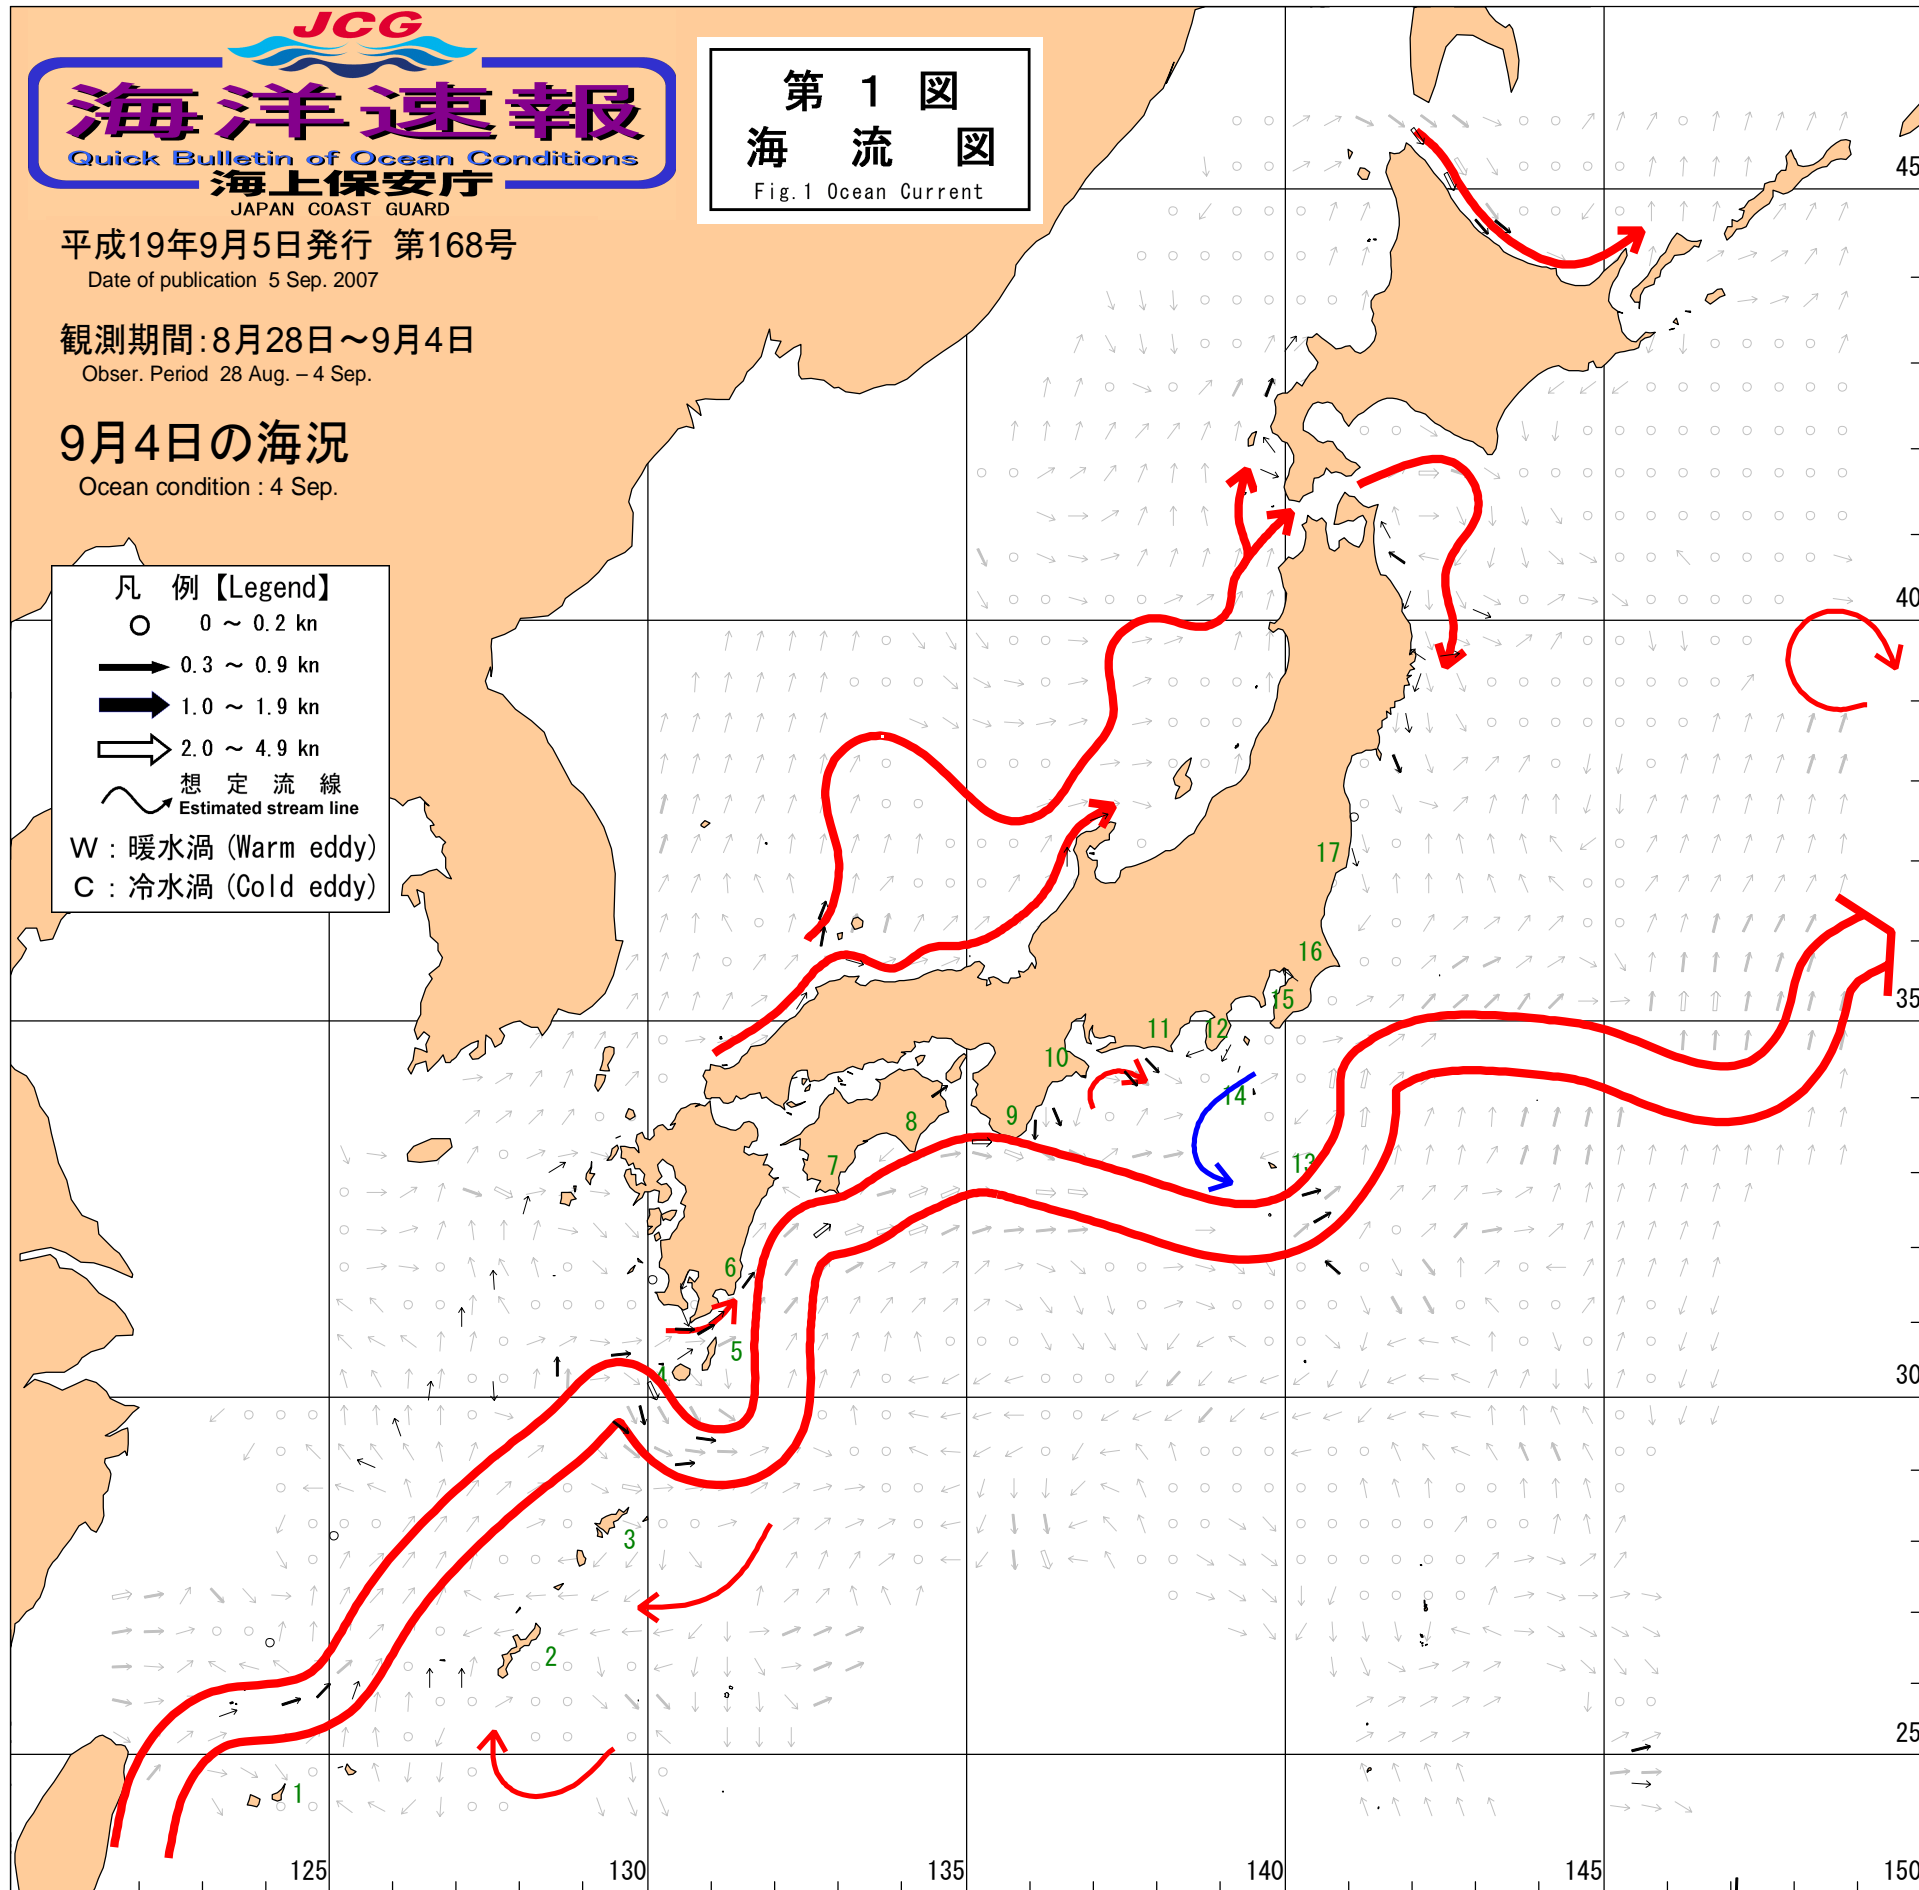 JCG
海洋速報
Quick Bulletin of Ocean Conditions
海上保安庁
JAPAN COAST GUARD
平成19年9月5日発行 第168号
Date of publication 5 Sep. 2007
観測期間:8月28日～9月4日
Obser. Period 28 Aug. – 4 Sep.
9月4日の海況
Ocean condition : 4 Sep.
第 1 図
海 流 図
Fig.1 Ocean Current
凡 例【Legend】
0 ～ 0.2 kn
0.3 ～ 0.9 kn
1.0 ～ 1.9 kn
2.0 ～ 4.9 kn
想 定 流 線
Estimated stream line
W : 暖水渦 (Warm eddy)
C : 冷水渦 (Cold eddy)
45
40
17
16
35
15
12
11
10
14
9
8
13
7
6
5
4
30
3
2
25
1
125
130
135
140
145
150